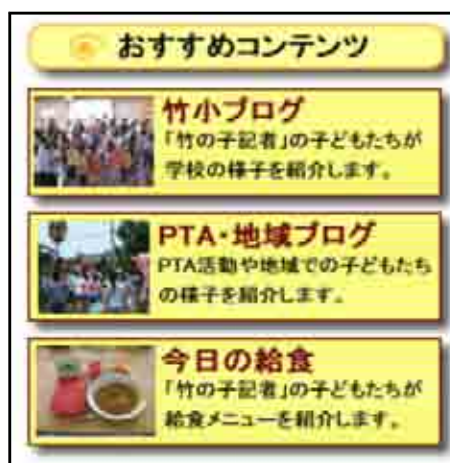 おすすめコンテンツ
竹小ブログ
「竹の子記者」の子どもたちが
学校の様子を紹介します。
PTA・地域ブログ
PTA活動や地域での子どもたち
の様子を紹介します。
今日の給食
「竹の子記者」の子どもたちが
給食メニューを紹介します。